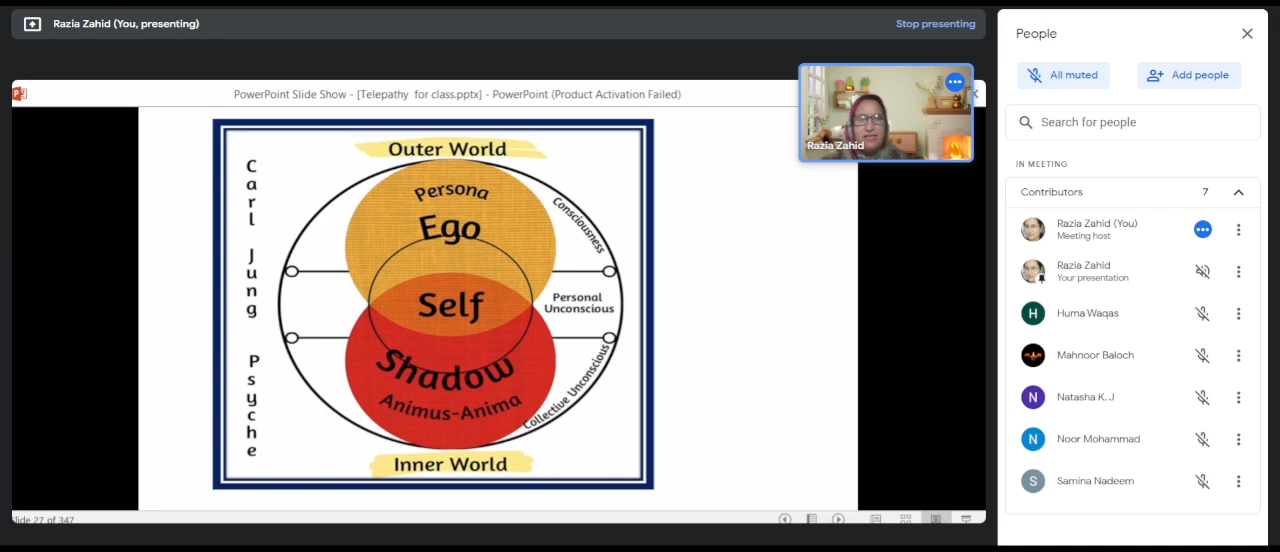 Razia Zahid (You, presenting)
Stop presenting
PowerPoint Slide Show - [Telepathy for class.pptx] - PowerPoint (Product Activation Failed)
Razia Zahid
Carl Jung Psyche
Outer World
Persona
Ego
Consciousness
Self
Personal
Unconscious
Shadow
Animus-Anima
Collective Unconscious
Inner World
Slide 27 of 347
People
All muted
Add people
Search for people
IN MEETING
Contributors 7
Razia Zahid (You)
Meeting host
Razia Zahid
Your presentation
H Huma Waqas
Mahnoor Baloch
N Natasha K. J
N Noor Mohammad
S Samina Nadeem